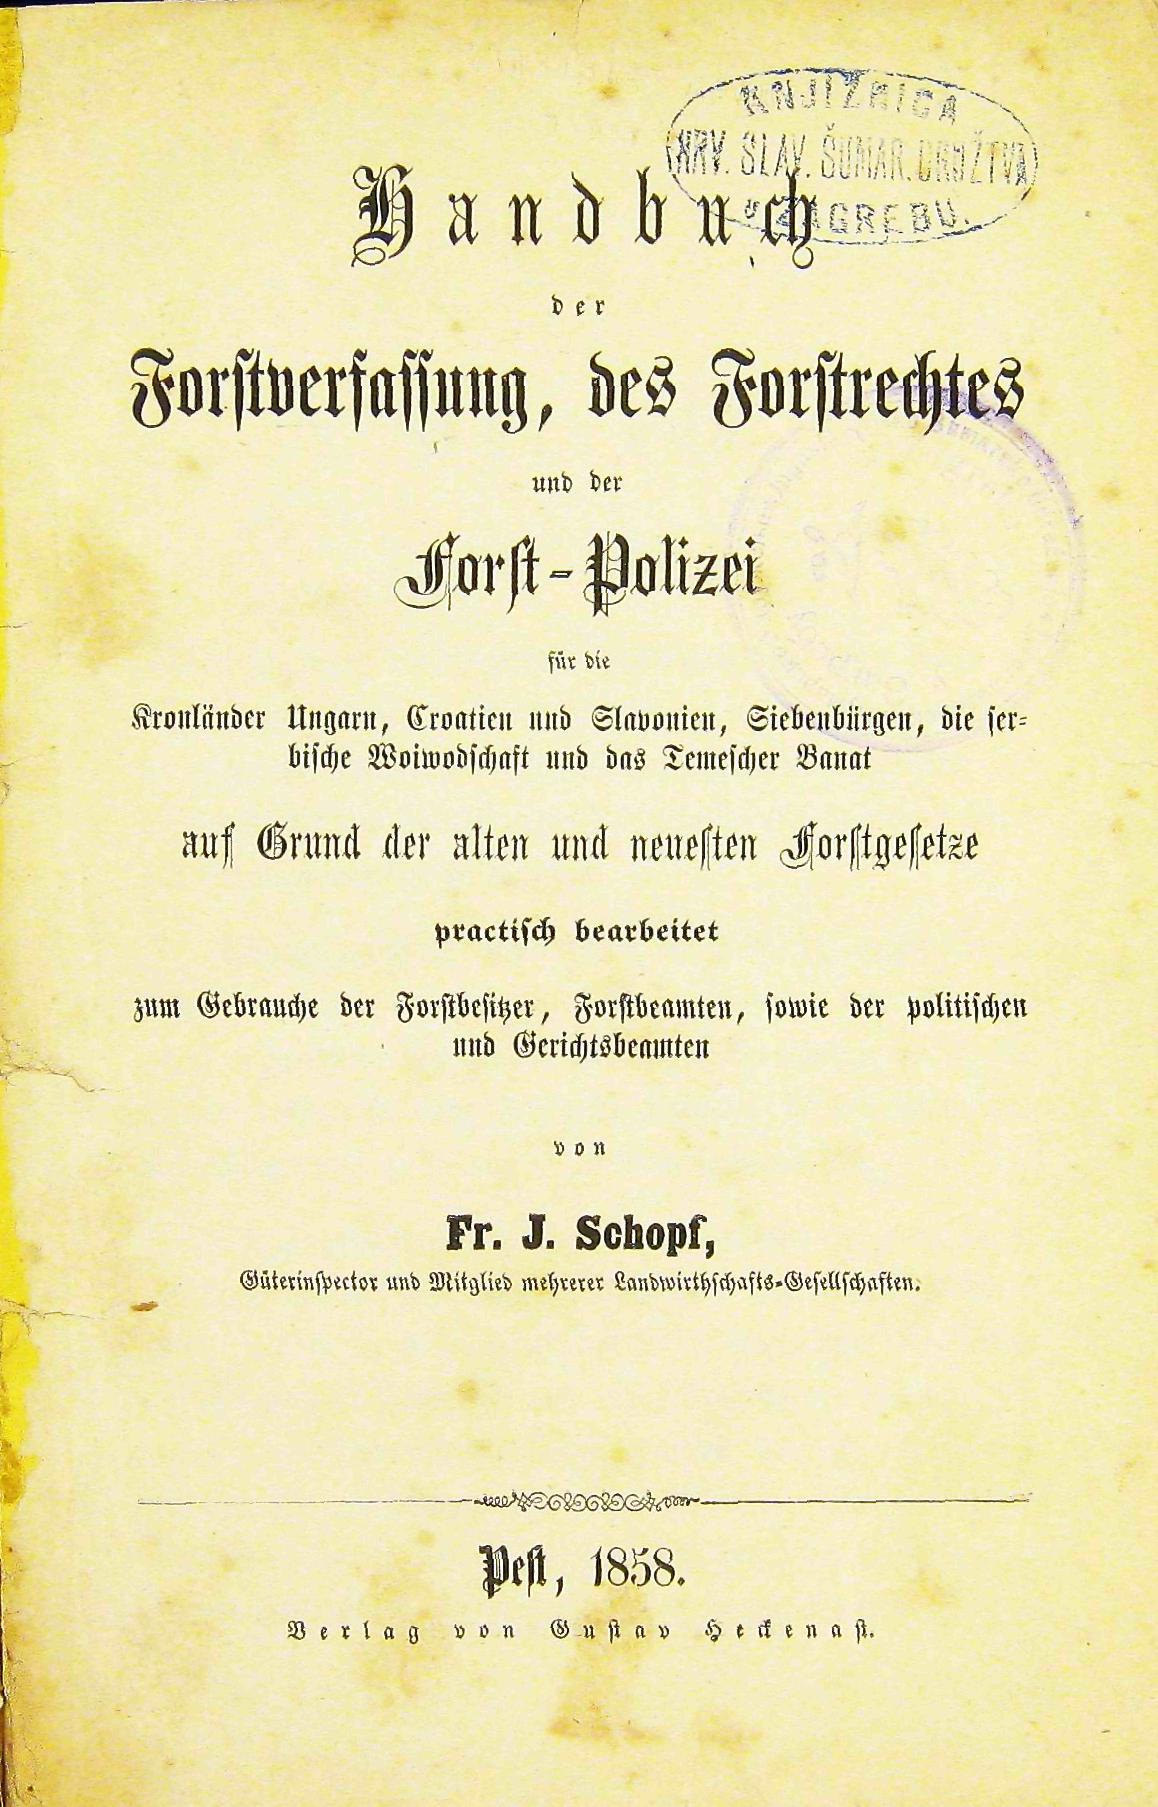 KNJIŽNICA
HRV. SLAV. ŠUMAR. DRUŽTVA
u ZAGREBU.
Handbuch
der
Forstverfassung, des Forstrechtes
und der
Forst-Polizei
für die
Kronländer Ungarn, Croatien und Slavonien, Siebenbürgen, die ser-
bische Woiwodschaft und das Temescher Banat
auf Grund der alten und neuesten Forstgesetze
practisch bearbeitet
zum Gebrauche der Forstbesitzer, Forstbeamten, sowie der politischen
und Gerichtsbeamten
von
Fr. J. Schopf,
Güterinspector und Mitglied mehrerer Landwirthschafts-Gesellschaften.
Pest, 1858.
Verlag von Gustav Heckenast.